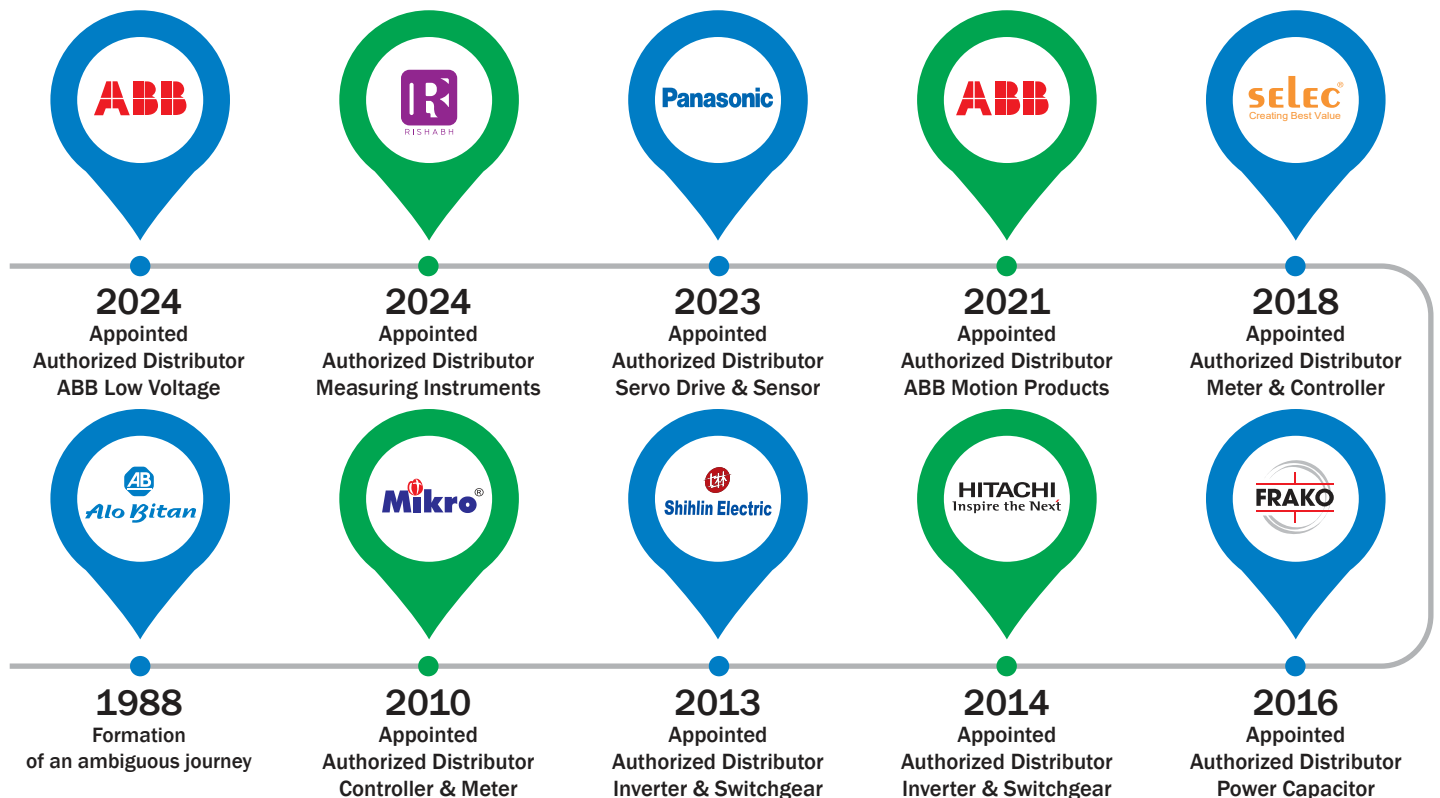 ABB
2024
Appointed
Authorized Distributor
ABB Low Voltage
R
RISHABH
2024
Appointed
Authorized Distributor
Measuring Instruments
Panasonic
2023
Appointed
Authorized Distributor
Servo Drive & Sensor
ABB
2021
Appointed
Authorized Distributor
ABB Motion Products
SELEC®
Creating Best Value
2018
Appointed
Authorized Distributor
Meter & Controller
AB
Alo Bitan
1988
Formation
of an ambiguous journey
Mikro®
2010
Appointed
Authorized Distributor
Controller & Meter
Shihlin Electric
2013
Appointed
Authorized Distributor
Inverter & Switchgear
HITACHI
Inspire the Next
2014
Appointed
Authorized Distributor
Inverter & Switchgear
FRAKO
2016
Appointed
Authorized Distributor
Power Capacitor